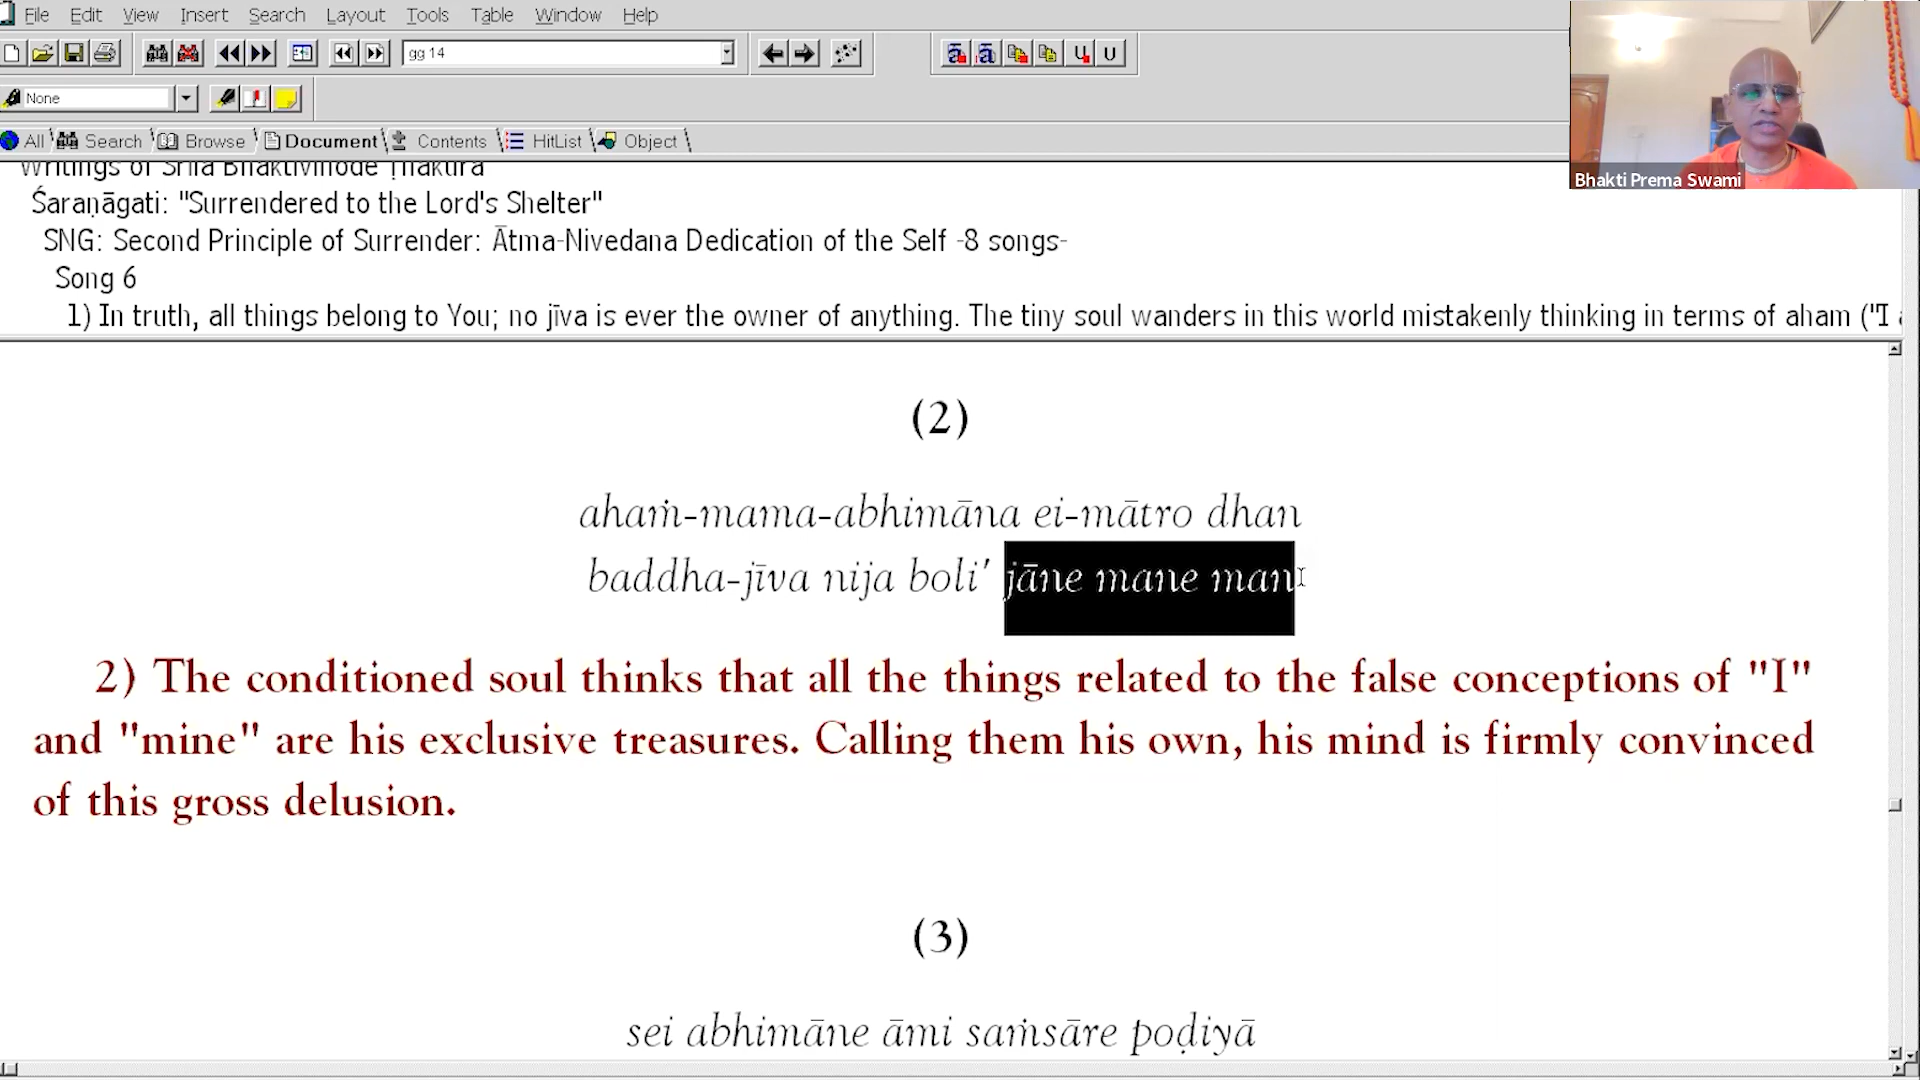 File Edit View Insert Search Layout Tools Table Window Help
gg 14
None
All Search Browse Document Contents HitList Object
Writings of Srila Bhaktivinode Ṭhākura
Śaraṇāgati: "Surrendered to the Lord's Shelter"
SNG: Second Principle of Surrender: Ātma-Nivedana Dedication of the Self -8 songs-
Song 6
1) In truth, all things belong to You; no jīva is ever the owner of anything. The tiny soul wanders in this world mistakenly thinking in terms of aham ("I
Bhakti Prema Swami
(2)
ahaṁ-mama-abhimāna ei-mātro dhan
baddha-jīva nija boli' jāne mane man
2) The conditioned soul thinks that all the things related to the false conceptions of "I"
and "mine" are his exclusive treasures. Calling them his own, his mind is firmly convinced
of this gross delusion.
(3)
sei abhimāne āmi saṁsāre poḍiyā